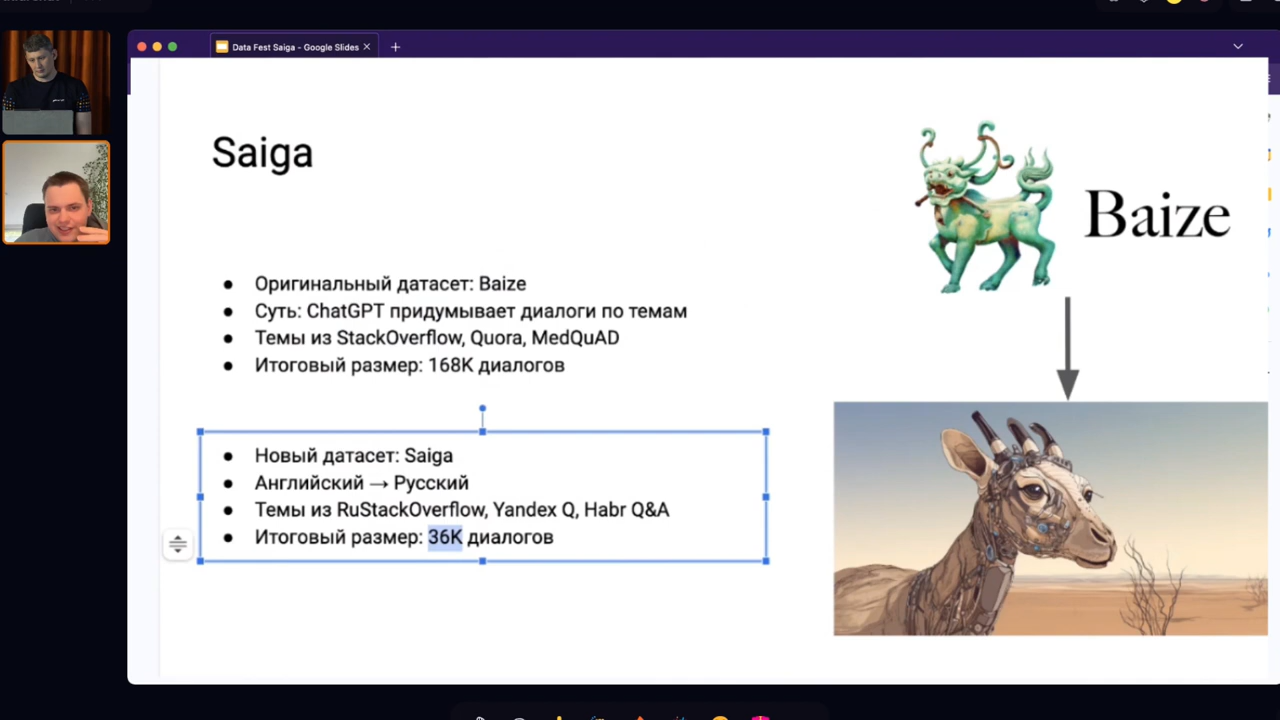 Data Fest Saiga - Google Slides
Saiga
Baize
Оригинальный датасет: Baize
Суть: ChatGPT придумывает диалоги по темам
Темы из StackOverflow, Quora, MedQuAD
Итоговый размер: 168K диалогов
Новый датасет: Saiga
Английский → Русский
Темы из RuStackOverflow, Yandex Q, Habr Q&A
Итоговый размер: 36K диалогов